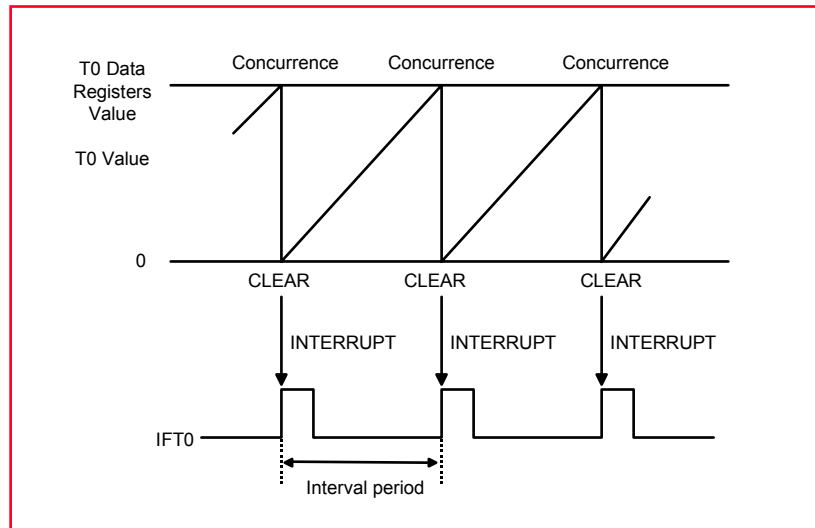 Concurrence Concurrence Concurrence
T0 Data
Registers
Value
T0 Value
0
CLEAR CLEAR CLEAR
INTERRUPT INTERRUPT INTERRUPT
IFT0
Interval period